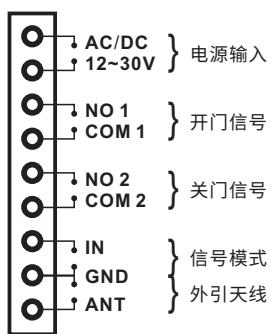 AC/DC
12~30V
电源输入
NO 1
COM 1
开门信号
NO 2
COM 2
关门信号
IN
信号模式
GND
外引天线
ANT